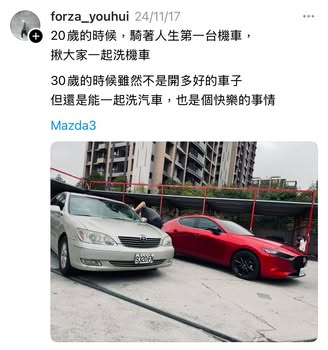 forza_youhui 24/11/17
20歲的時候，騎著人生第一台機車，
揪大家一起洗機車
30歲的時候雖然不是開多好的車子
但還是能一起洗汽車，也是個快樂的事情
Mazda3